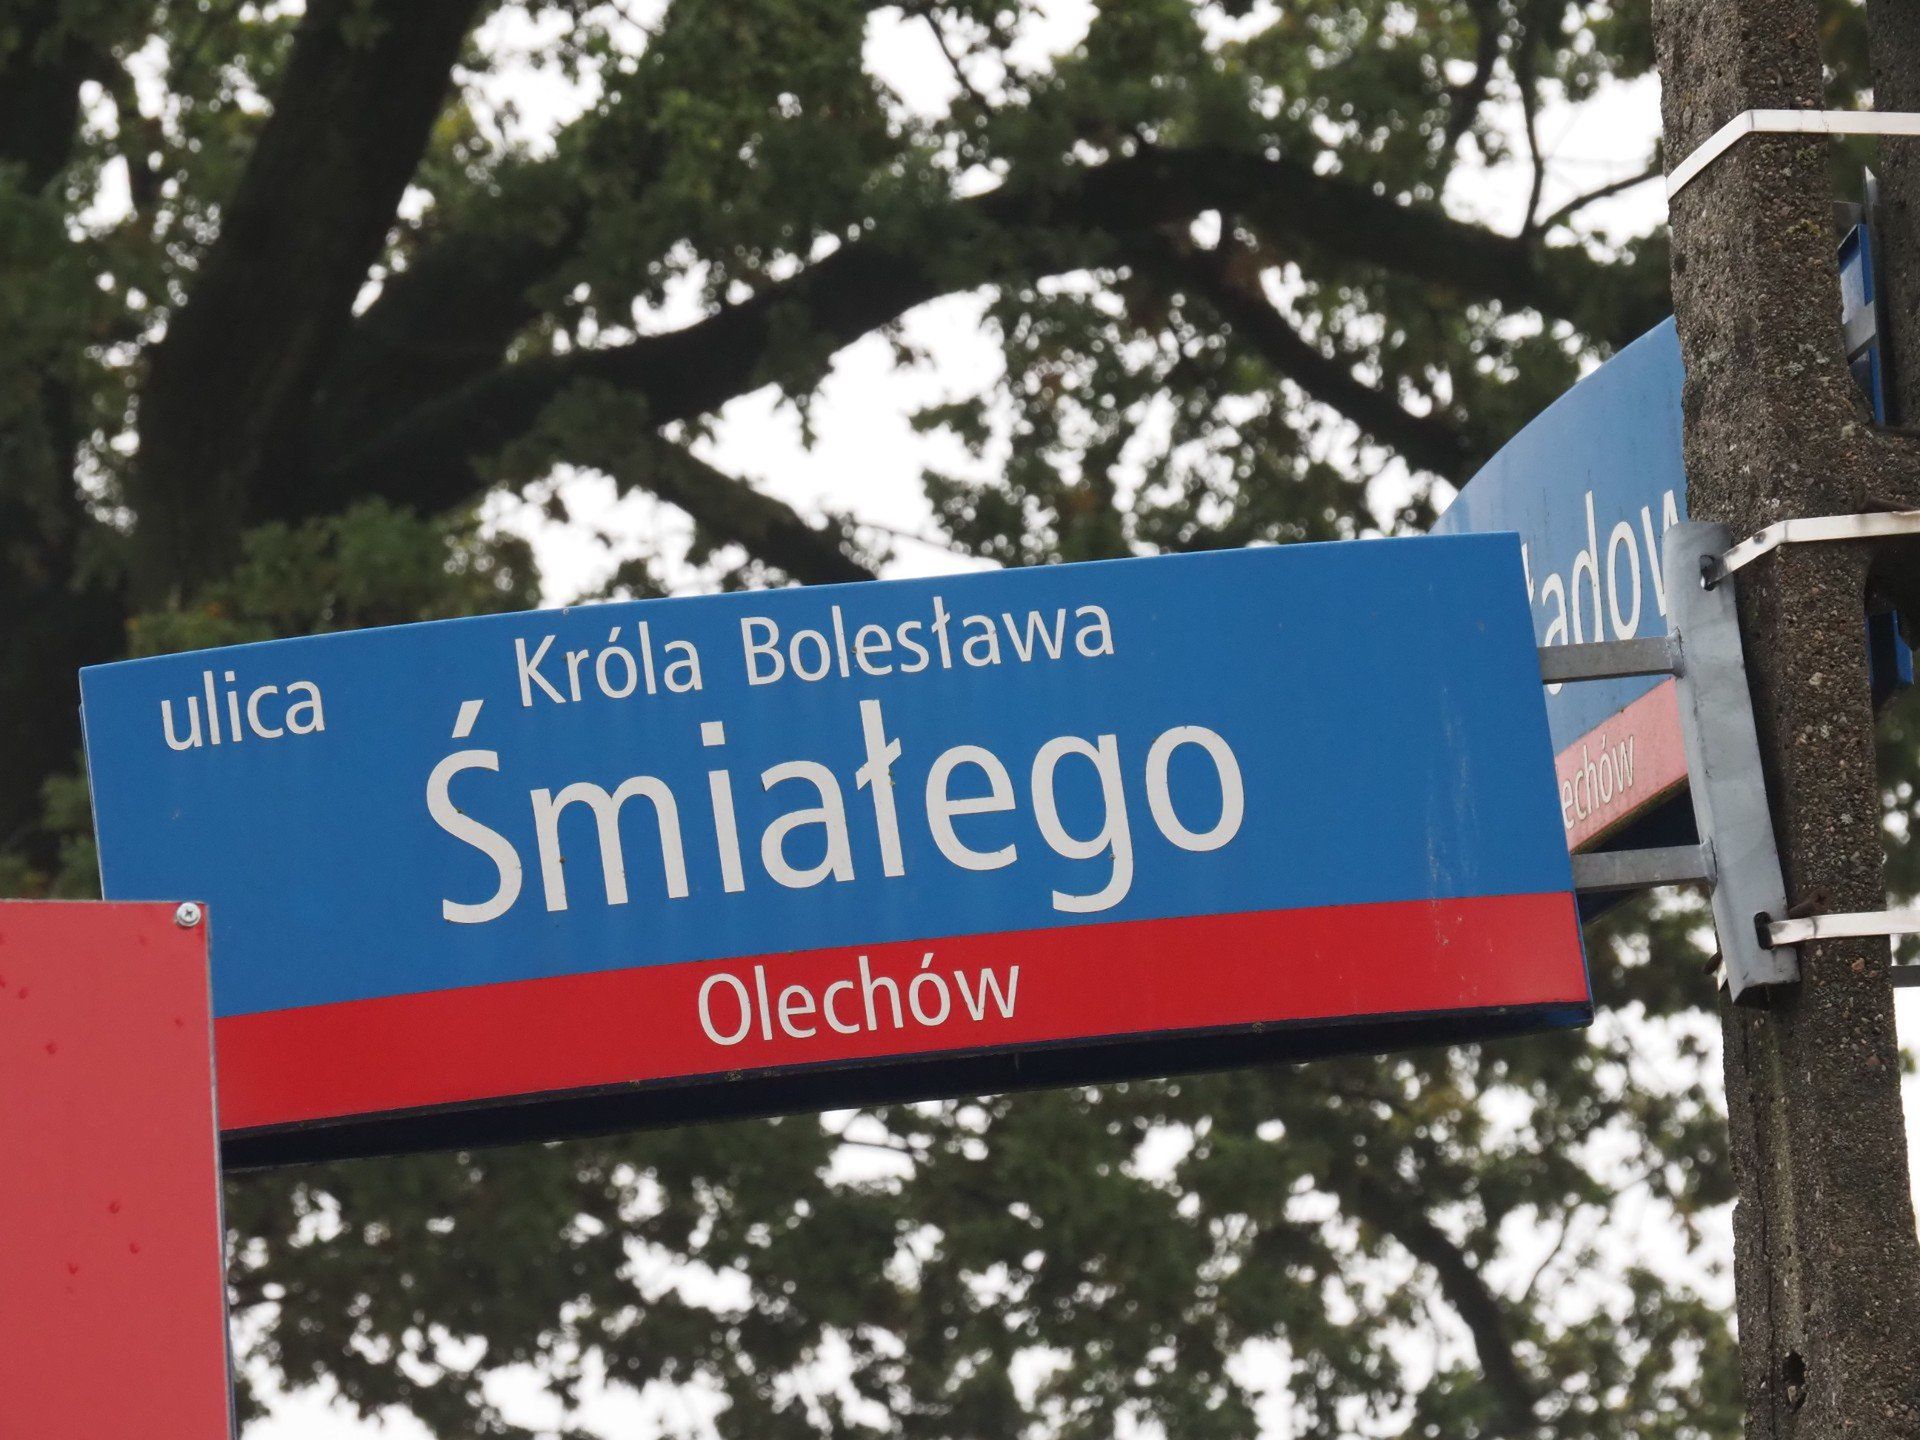 ulica
Króla Bolesława
Śmiałego
Olechów